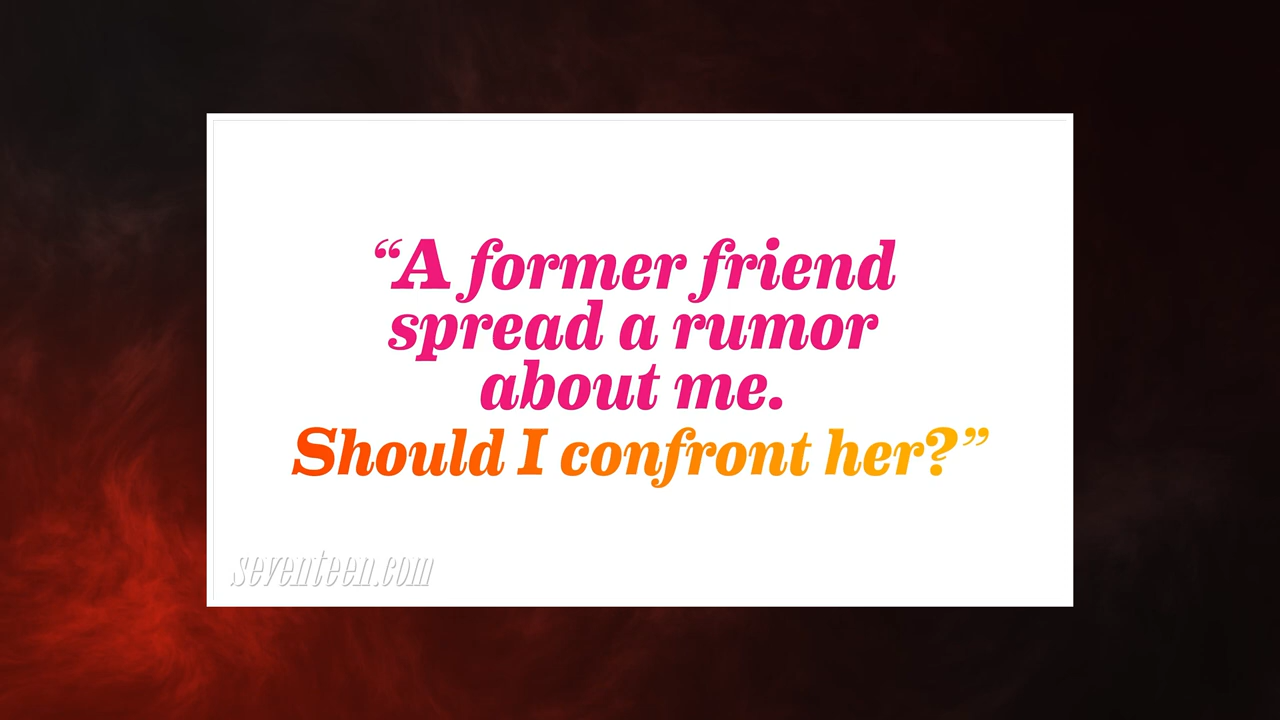 “A former friend
spread a rumor
about me.
Should I confront her?”
seventeen.com